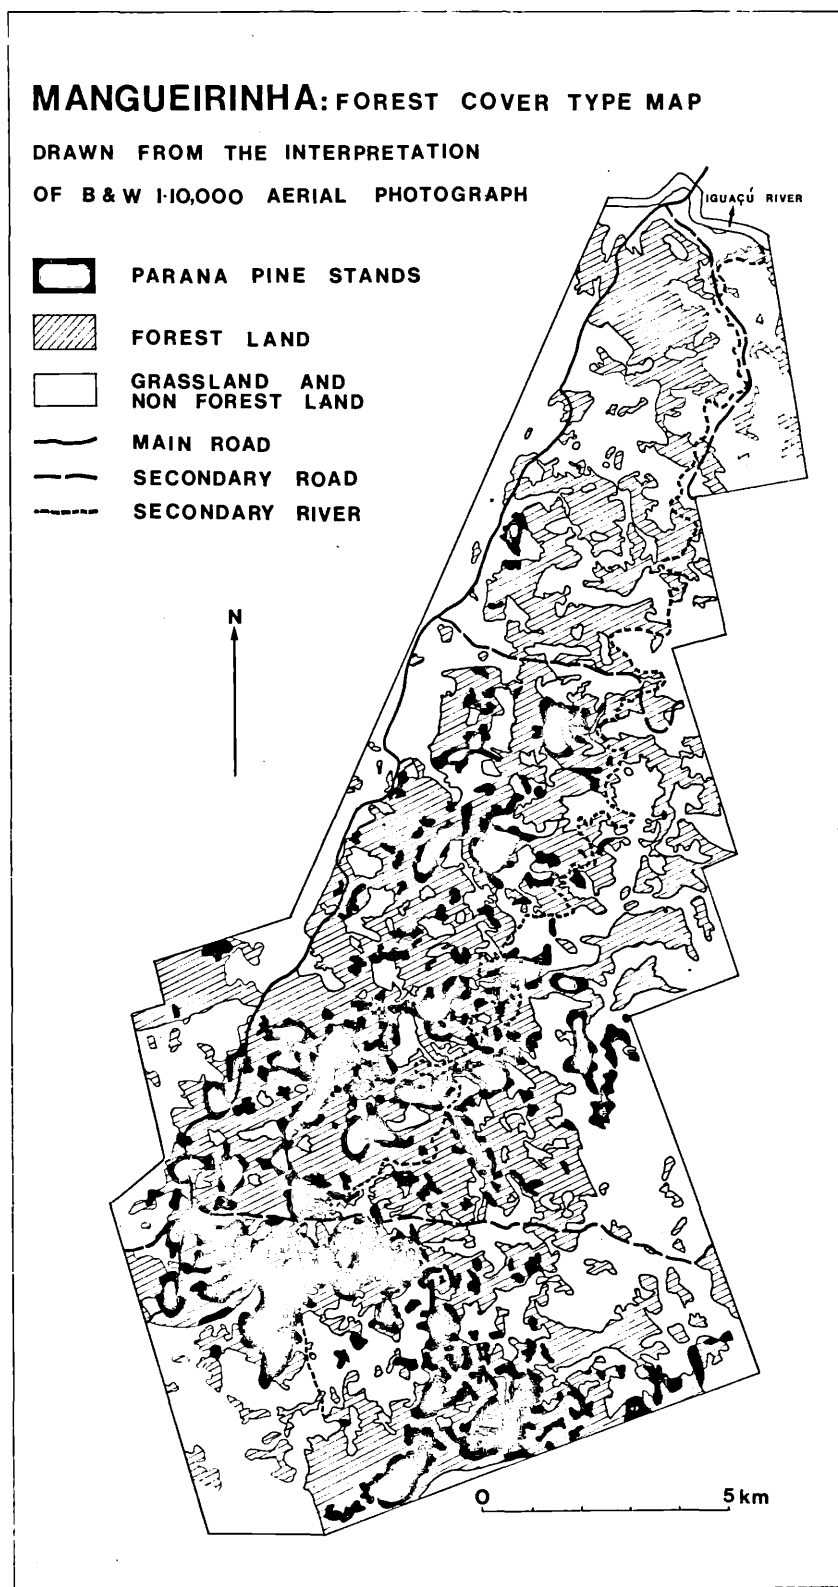 MANGUEIRINHA: FOREST COVER TYPE MAP
DRAWN FROM THE INTERPRETATION
OF B & W 1:10,000 AERIAL PHOTOGRAPH
IGUAÇÚ RIVER
PARANA PINE STANDS
FOREST LAND
GRASSLAND AND
NON FOREST LAND
MAIN ROAD
SECONDARY ROAD
SECONDARY RIVER
N
0 5 km